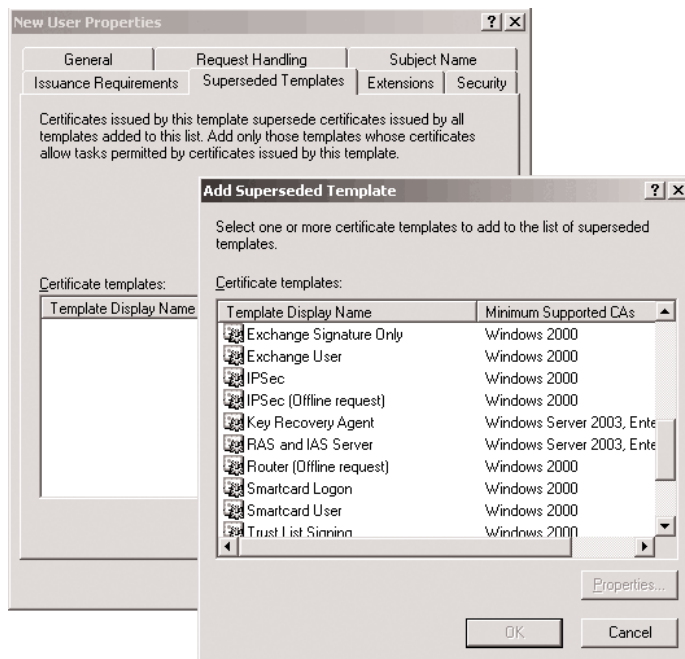 New User Properties
General
Request Handling
Subject Name
Issuance Requirements
Superseded Templates
Extensions
Security
Certificates issued by this template supersede certificates issued by all
templates added to this list. Add only those templates whose certificates
allow tasks permitted by certificates issued by this template.
Certificate templates:
Template Display Name
Add Superseded Template
Select one or more certificate templates to add to the list of superseded
templates.
Certificate templates:
Template Display Name Minimum Supported CAs
Exchange Signature Only Windows 2000
Exchange User Windows 2000
IPSec Windows 2000
IPSec (Offline request) Windows 2000
Key Recovery Agent Windows Server 2003, Ente
RAS and IAS Server Windows Server 2003, Ente
Router (Offline request) Windows 2000
Smartcard Logon Windows 2000
Smartcard User Windows 2000
Trust List Signing Windows 2000
Properties...
OK
Cancel